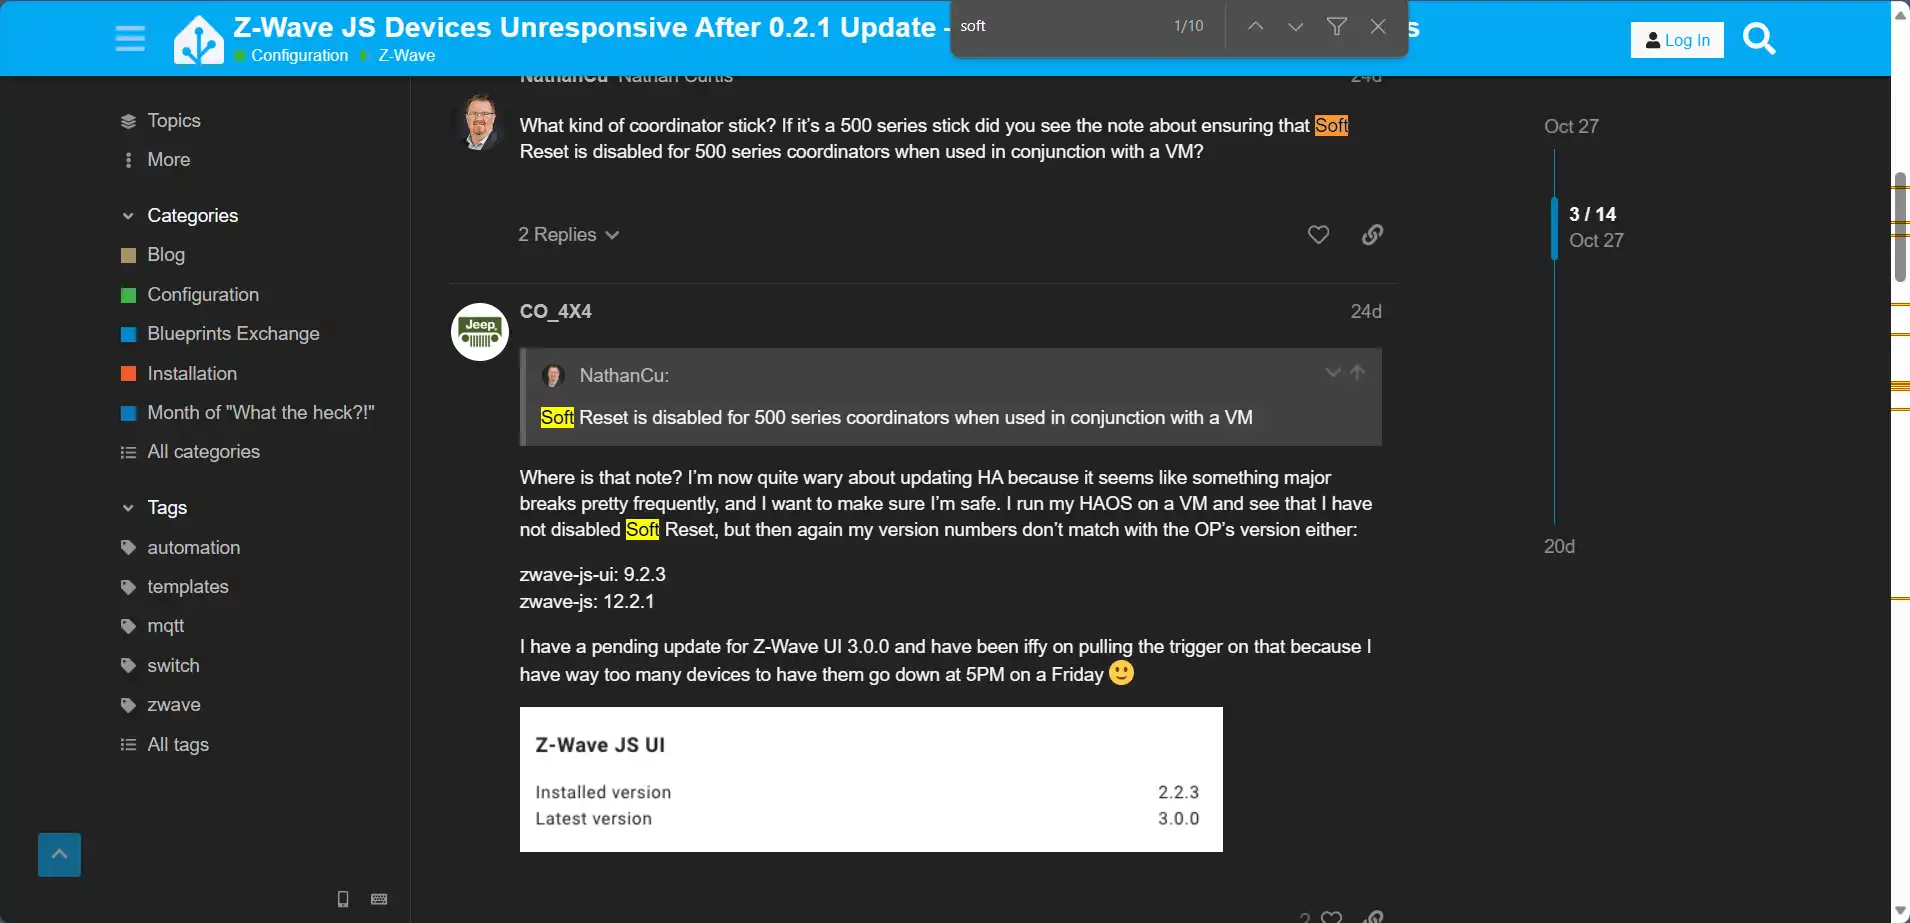 Z-Wave JS Devices Unresponsive After 0.2.1 Update -
s
Configuration Z-Wave
soft 1/10
Log In
Topics
More
Categories
Blog
Configuration
Blueprints Exchange
Installation
Month of "What the heck?!"
All categories
Tags
automation
templates
mqtt
switch
zwave
All tags
NathanCu Nathan Curtis 24d
What kind of coordinator stick? If it’s a 500 series stick did you see the note about ensuring that Soft
Reset is disabled for 500 series coordinators when used in conjunction with a VM?
2 Replies
CO_4X4 24d
Jeep
NathanCu:
Soft Reset is disabled for 500 series coordinators when used in conjunction with a VM
Where is that note? I’m now quite wary about updating HA because it seems like something major
breaks pretty frequently, and I want to make sure I’m safe. I run my HAOS on a VM and see that I have
not disabled Soft Reset, but then again my version numbers don’t match with the OP’s version either:
zwave-js-ui: 9.2.3
zwave-js: 12.2.1
I have a pending update for Z-Wave UI 3.0.0 and have been iffy on pulling the trigger on that because I
have way too many devices to have them go down at 5PM on a Friday
Z-Wave JS UI
Installed version 2.2.3
Latest version 3.0.0
2
Oct 27
3 / 14
Oct 27
20d